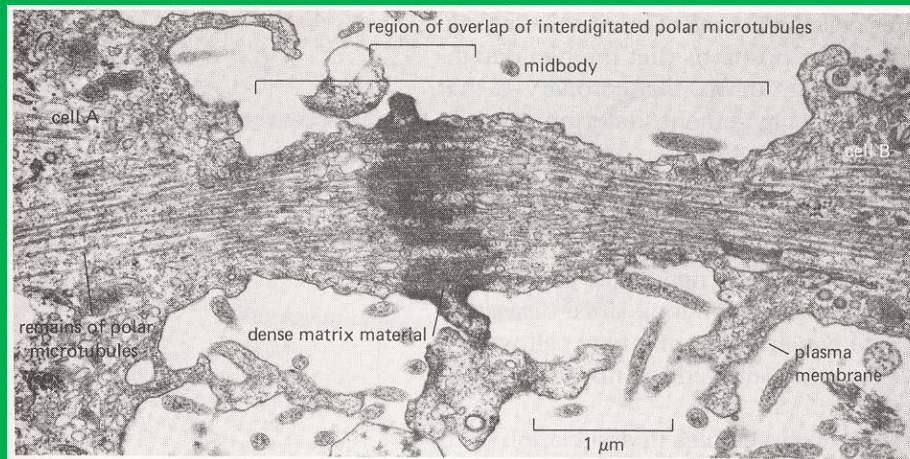 region of overlap of interdigitated polar microtubules
midbody
cell A
cell B
remains of polar
microtubules
dense matrix material
plasma
membrane
1 μm